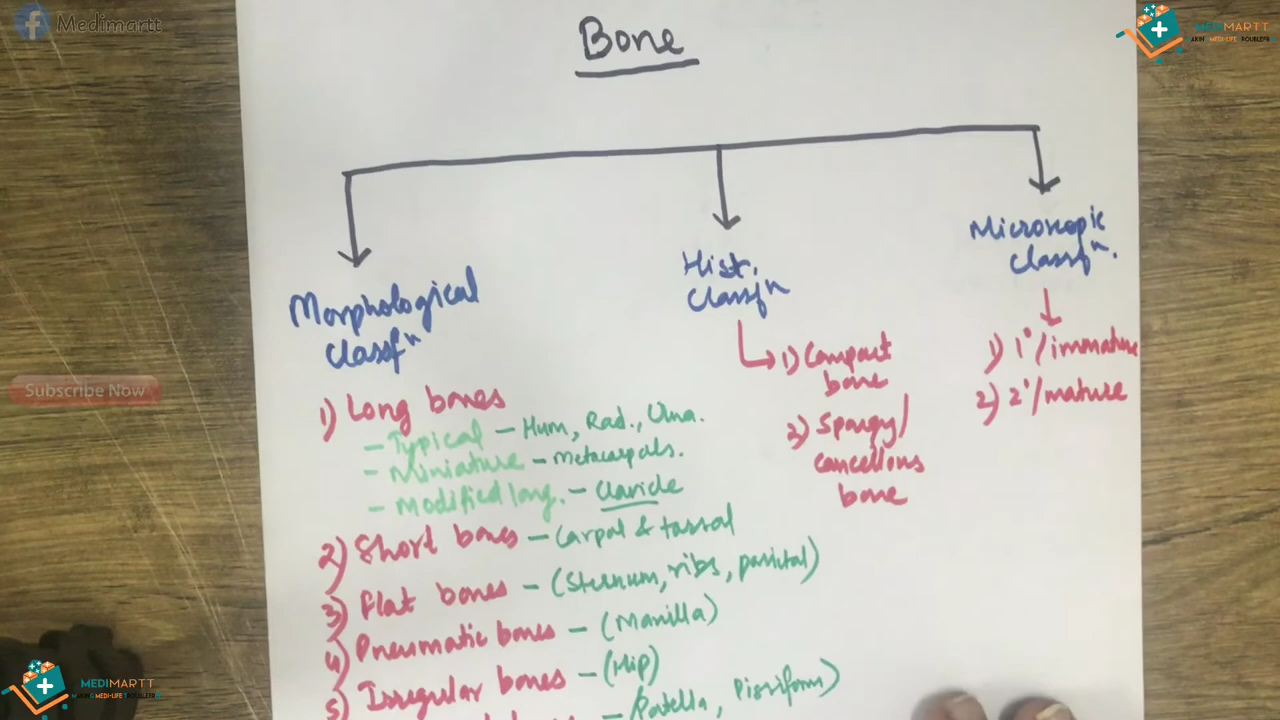 Medimartt
MEDIMARTT
Bone
Morphological
Classfn
Hist.
Classfn
Microscopic
Classfn.
1) Long bones
- Typical - Hum, Rad., Ulna.
- Miniature - Metacarpals.
- Modified long. - Clavicle
2) Short bones - Carpal & tarsal
3) Flat bones - (Sternum, ribs, parietal)
4) Pneumatic bones - (Maxilla)
5) Irregular bones - (Hip)
bones - (Patella, Pisiform)
1) Compact
bone
2) Spongy/
cancellous
bone
1) 1°/immature
2) 2°/mature
Subscribe Now
MEDIMARTT